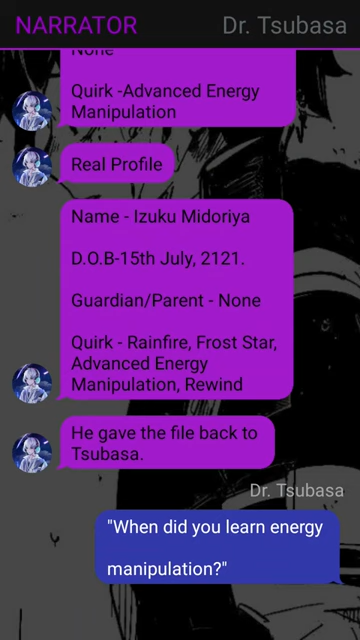 NARRATOR
Dr. Tsubasa
None
Quirk -Advanced Energy
Manipulation
Real Profile
Name - Izuku Midoriya
D.O.B-15th July, 2121.
Guardian/Parent - None
Quirk - Rainfire, Frost Star,
Advanced Energy
Manipulation, Rewind
He gave the file back to
Tsubasa.
Dr. Tsubasa
"When did you learn energy
manipulation?"